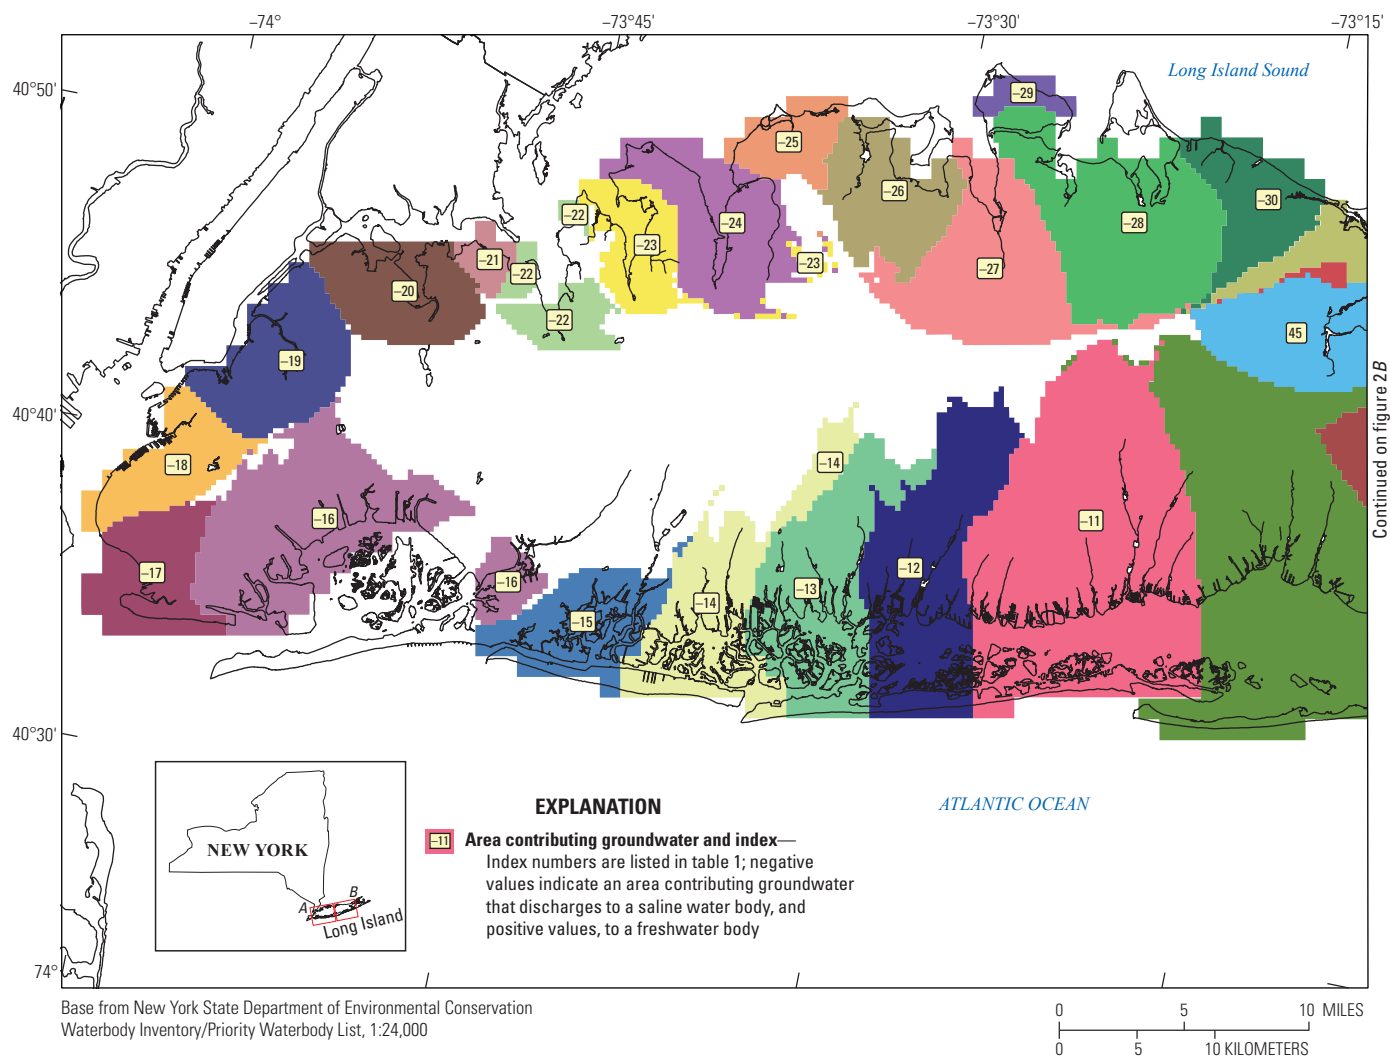 –74°
–73°45'
–73°30'
–73°15'
40°50'
Long Island Sound
–29
–25
–26
–30
–22
–24
–28
–23
–21
–22
–23
–27
–20
–22
45
–19
40°40'
–18
–14
–16
–11
–17
–16
–12
–13
–14
–15
Continued on figure 2B
40°30'
NEW YORK
A
B
Long Island
EXPLANATION
ATLANTIC OCEAN
–11 Area contributing groundwater and index—
Index numbers are listed in table 1; negative
values indicate an area contributing groundwater
that discharges to a saline water body, and
positive values, to a freshwater body
74°
Base from New York State Department of Environmental Conservation
Waterbody Inventory/Priority Waterbody List, 1:24,000
0 5 10 MILES
0 5 10 KILOMETERS